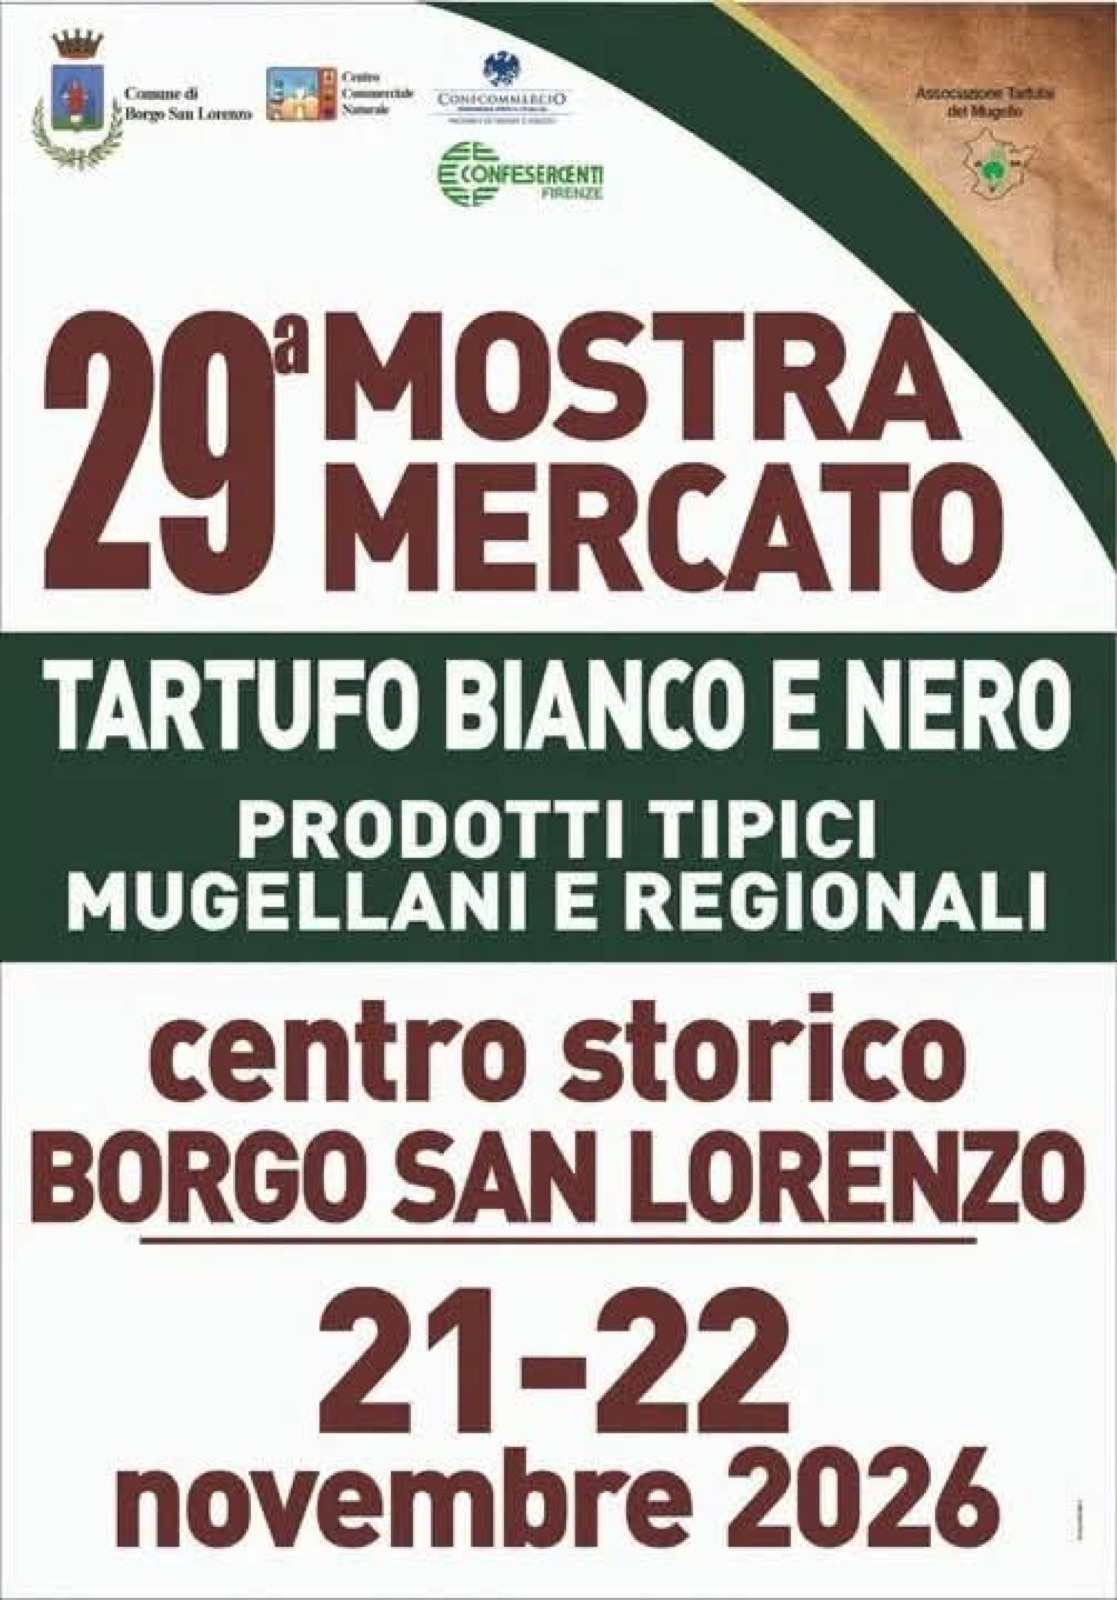 Comune di
Borgo San Lorenzo
Centro
Commerciale
Naturale
CONFCOMMERCIO
CONFESERCENTI
FIRENZE
Associazione Tartufai
del Mugello
29ª MOSTRA
MERCATO
TARTUFO BIANCO E NERO
PRODOTTI TIPICI
MUGELLANI E REGIONALI
centro storico
BORGO SAN LORENZO
21-22
novembre 2026